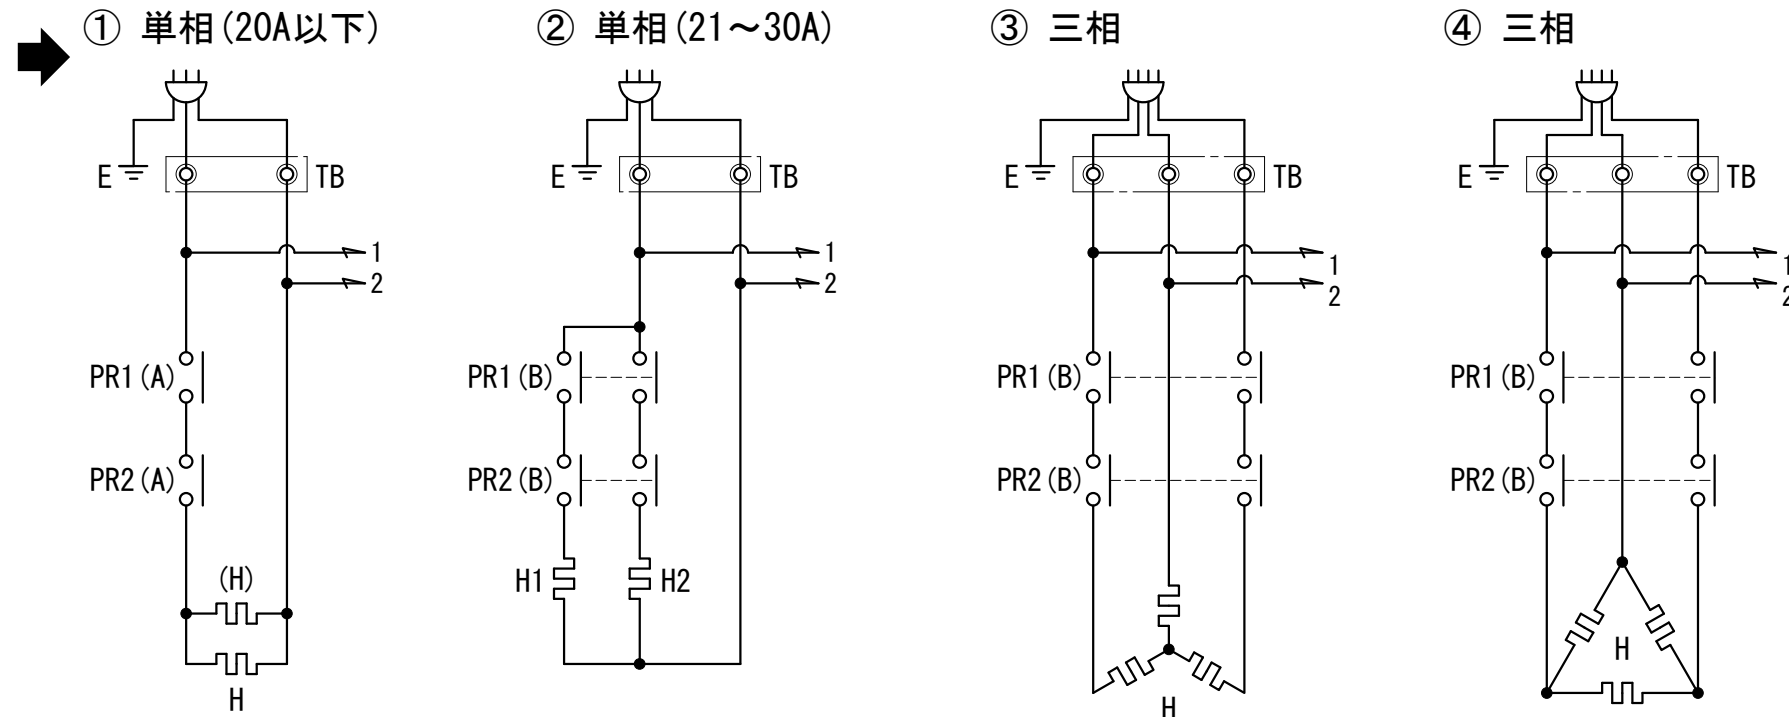 ① 単相(20A以下)
② 単相(21～30A)
③ 三相
④ 三相
E
TB
1
2
PR1(A)
PR2(A)
(H)
H
E
TB
1
2
PR1(B)
PR2(B)
H1
H2
E
TB
1
2
PR1(B)
PR2(B)
H
E
TB
1
2
PR1(B)
PR2(B)
H